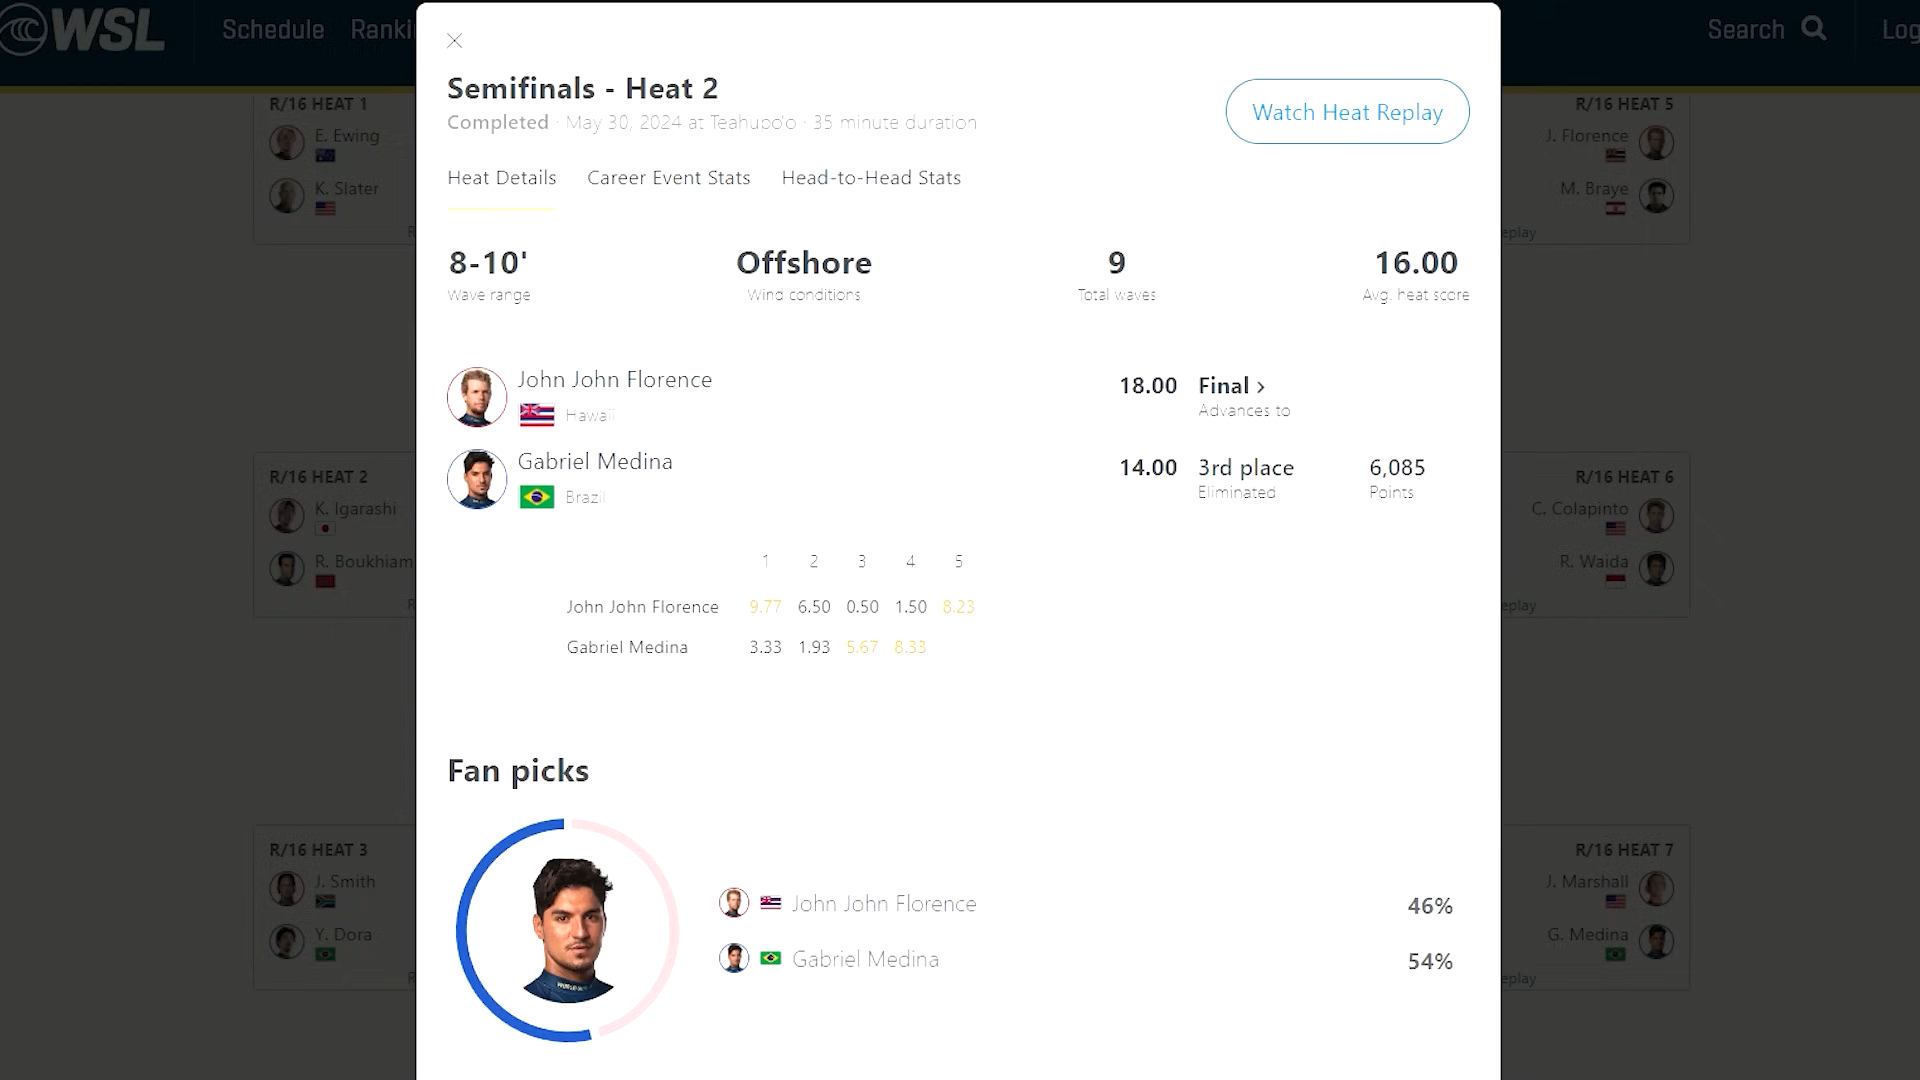 WSL
Schedule
Ranki
Search
Log
×
Semifinals - Heat 2
Completed · May 30, 2024 at Teahupo'o · 35 minute duration
Watch Heat Replay
Heat Details
Career Event Stats
Head-to-Head Stats
8-10'
Wave range
Offshore
Wind conditions
9
Total waves
16.00
Avg. heat score
John John Florence
Hawaii
18.00
Final ›
Advances to
Gabriel Medina
Brazil
14.00
3rd place
Eliminated
6,085
Points
1 2 3 4 5
John John Florence 9.77 6.50 0.50 1.50 8.23
Gabriel Medina 3.33 1.93 5.67 8.33
Fan picks
John John Florence 46%
Gabriel Medina 54%
R/16 HEAT 1
E. Ewing
K. Slater
R
R/16 HEAT 2
K. Igarashi
R. Boukhiam
R
R/16 HEAT 3
J. Smith
Y. Dora
R
R/16 HEAT 5
J. Florence
M. Braye
eplay
R/16 HEAT 6
C. Colapinto
R. Waida
eplay
R/16 HEAT 7
J. Marshall
G. Medina
eplay